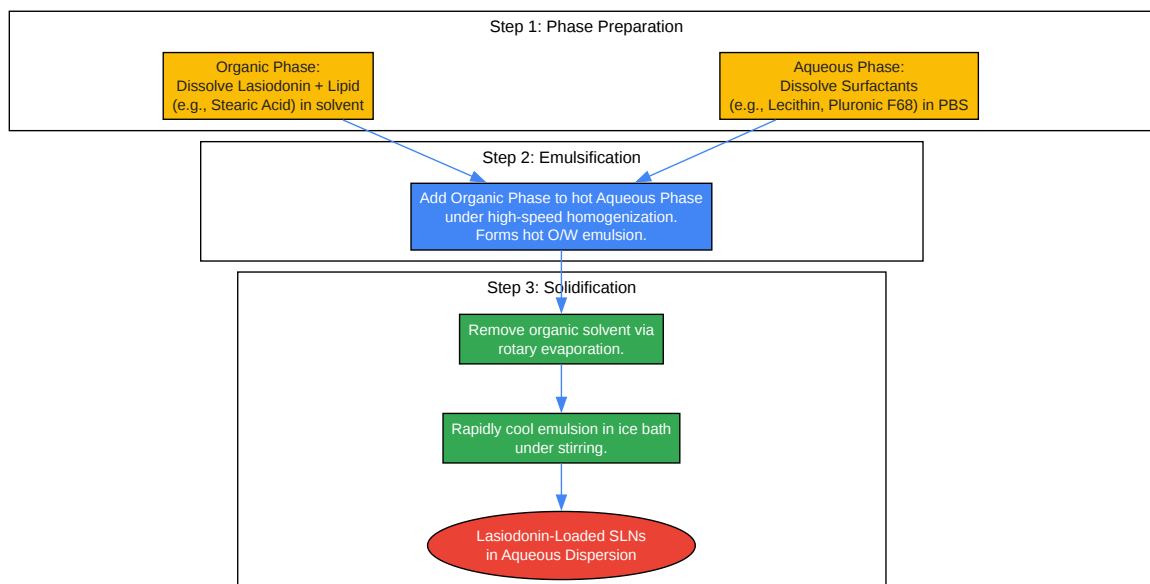 Step 1: Phase Preparation
Organic Phase:
Dissolve Lasiodonin + Lipid
(e.g., Stearic Acid) in solvent
Aqueous Phase:
Dissolve Surfactants
(e.g., Lecithin, Pluronic F68) in PBS
Step 2: Emulsification
Add Organic Phase to hot Aqueous Phase
under high-speed homogenization.
Forms hot O/W emulsion.
Step 3: Solidification
Remove organic solvent via
rotary evaporation.
Rapidly cool emulsion in ice bath
under stirring.
Lasiodonin-Loaded SLNs
in Aqueous Dispersion